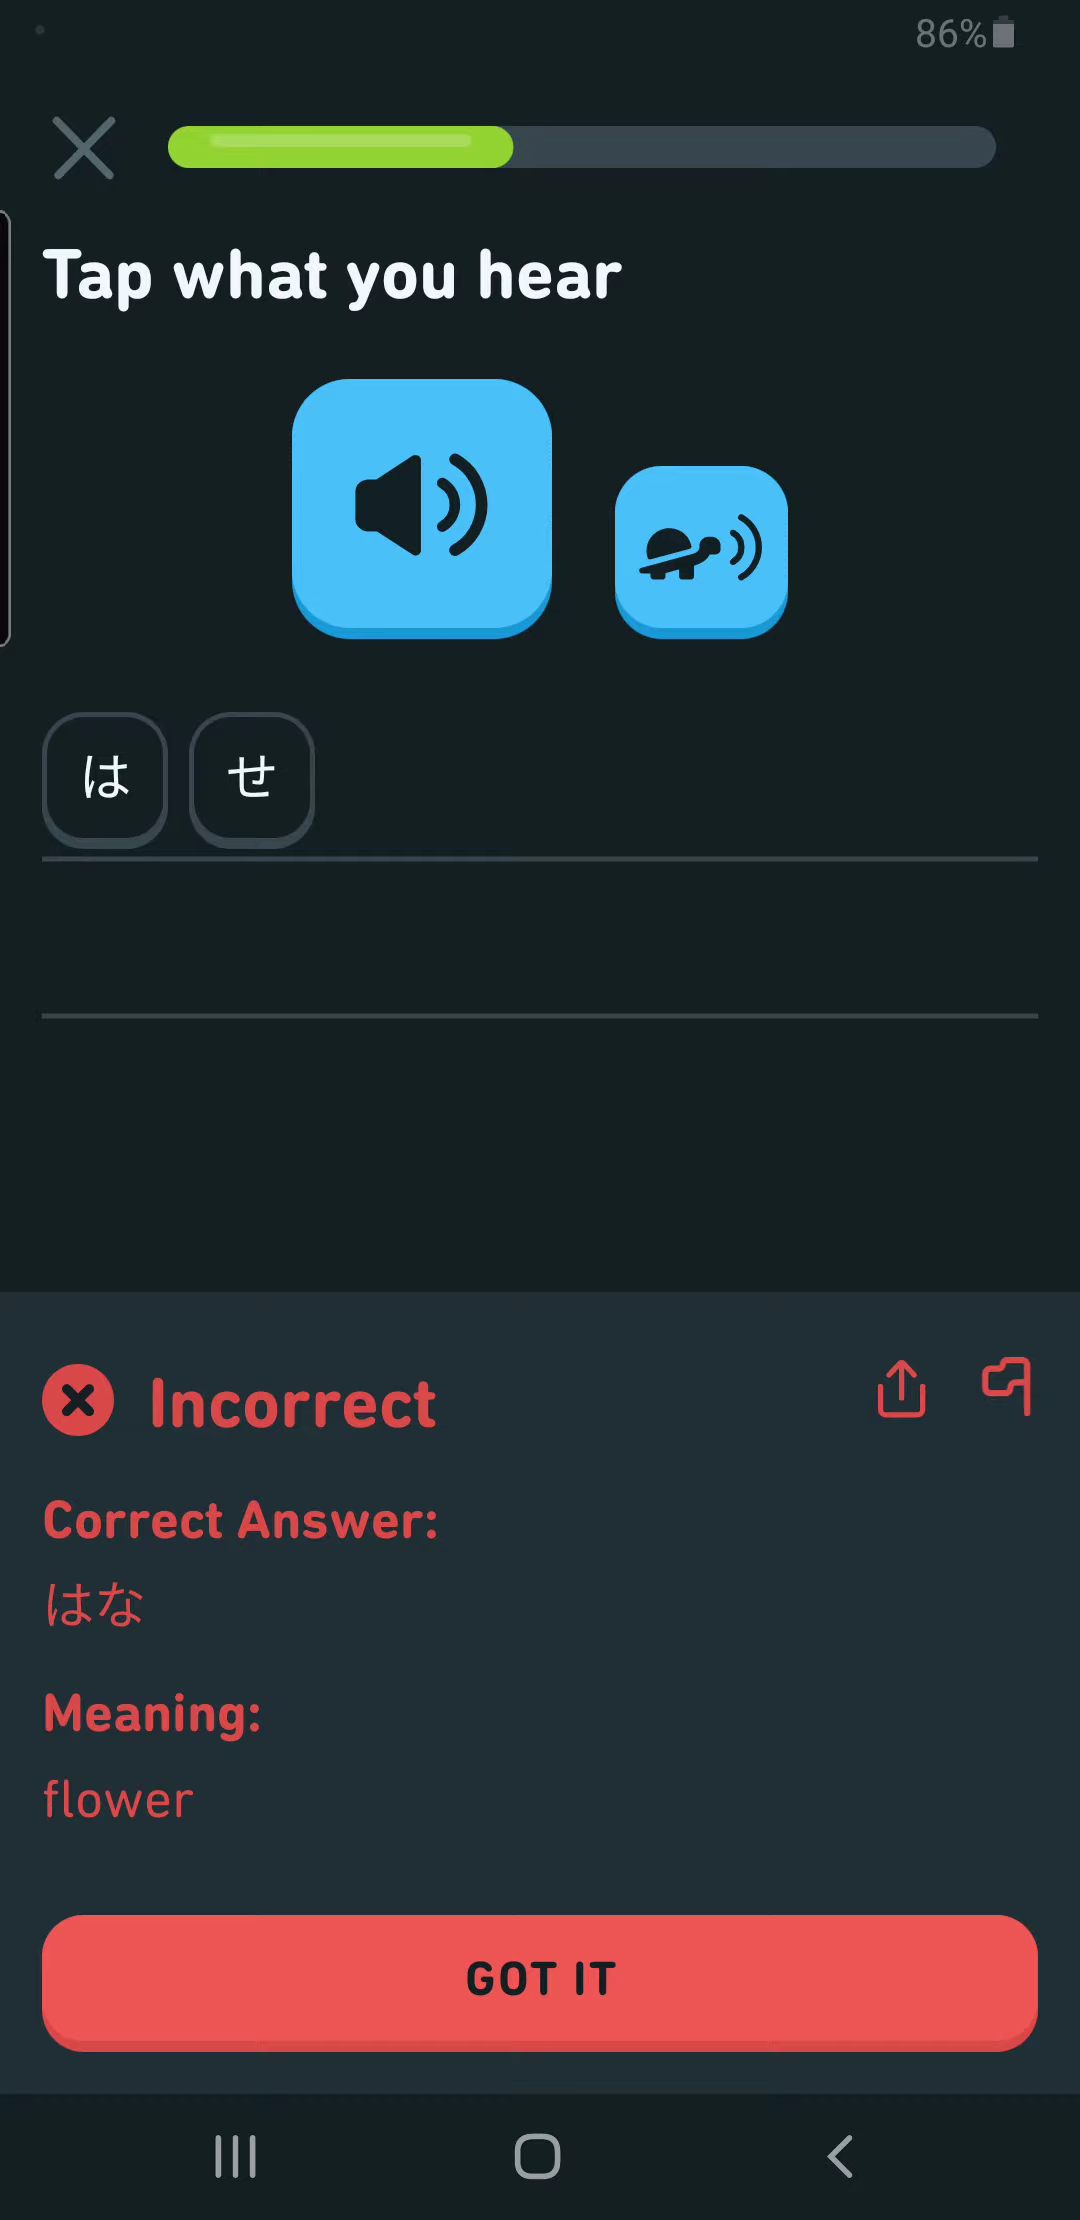 86%
Tap what you hear
は せ
Incorrect
Correct Answer:
はな
Meaning:
flower
GOT IT